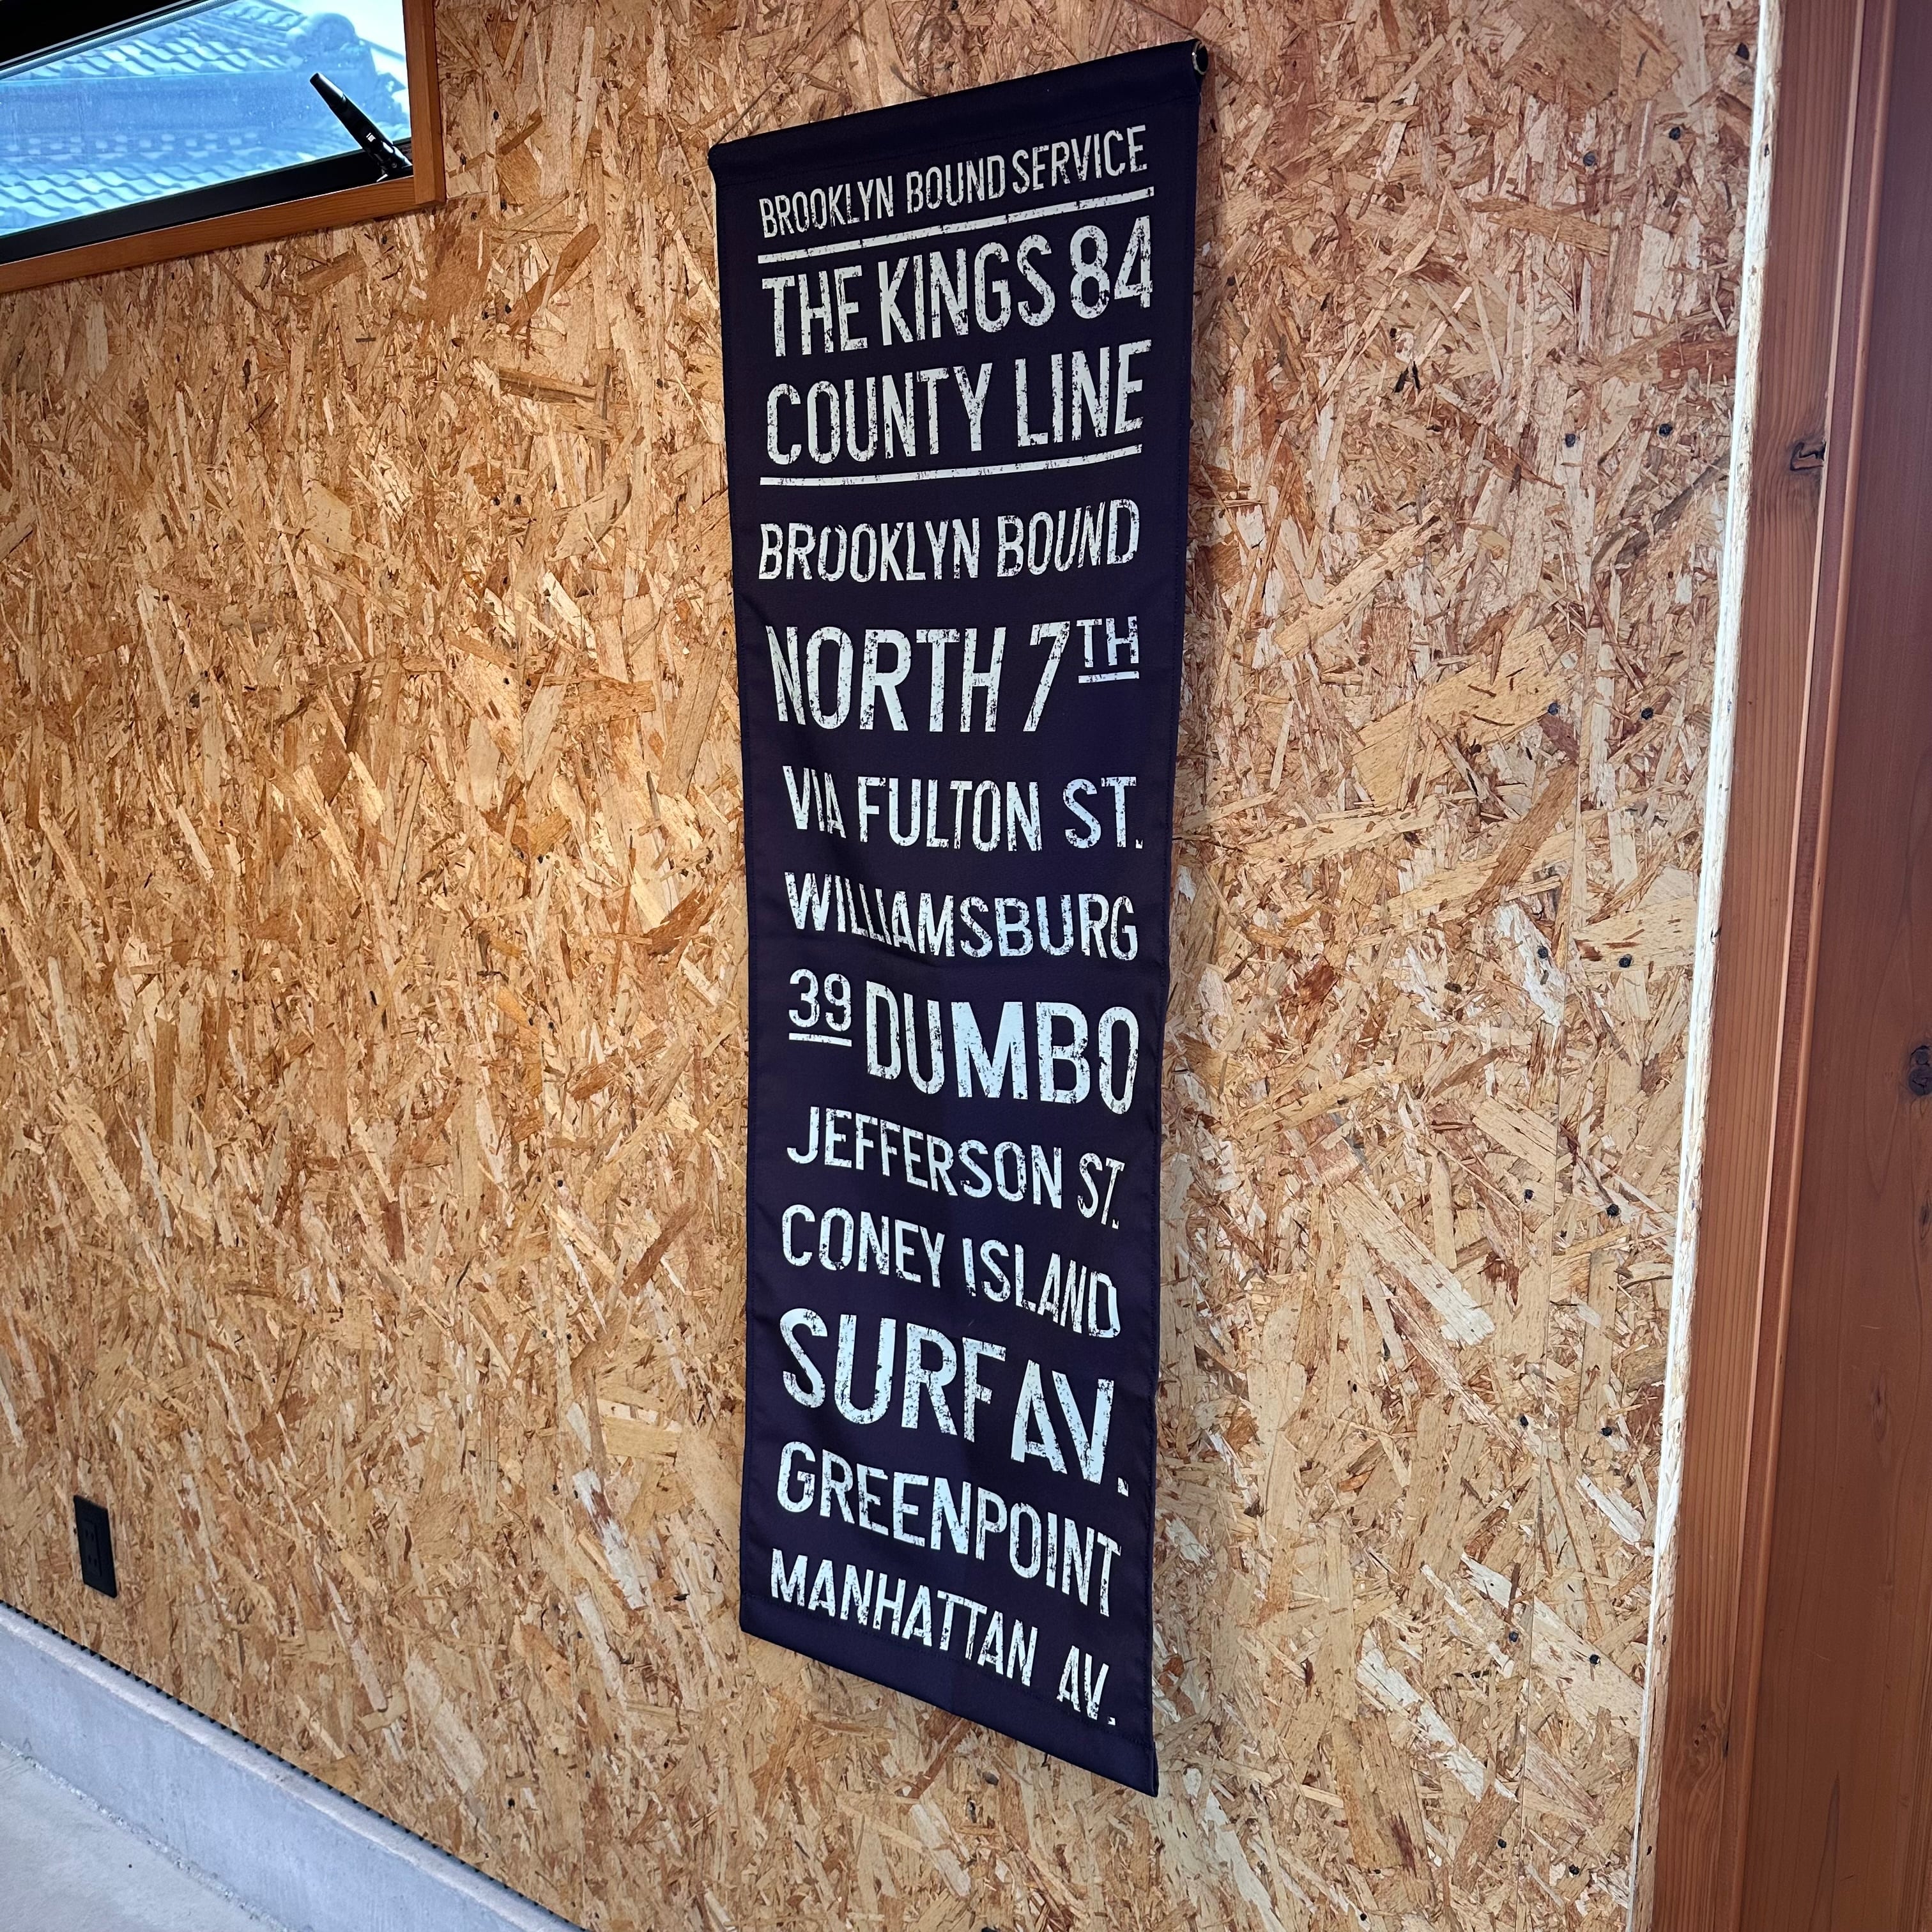 BROOKLYN BOUND SERVICE
THE KINGS 84
COUNTY LINE
BROOKLYN BOUND
NORTH 7TH
VIA FULTON ST.
WILLIAMSBURG
39 DUMBO
JEFFERSON ST.
CONEY ISLAND
SURF AV.
GREENPOINT
MANHATTAN AV.